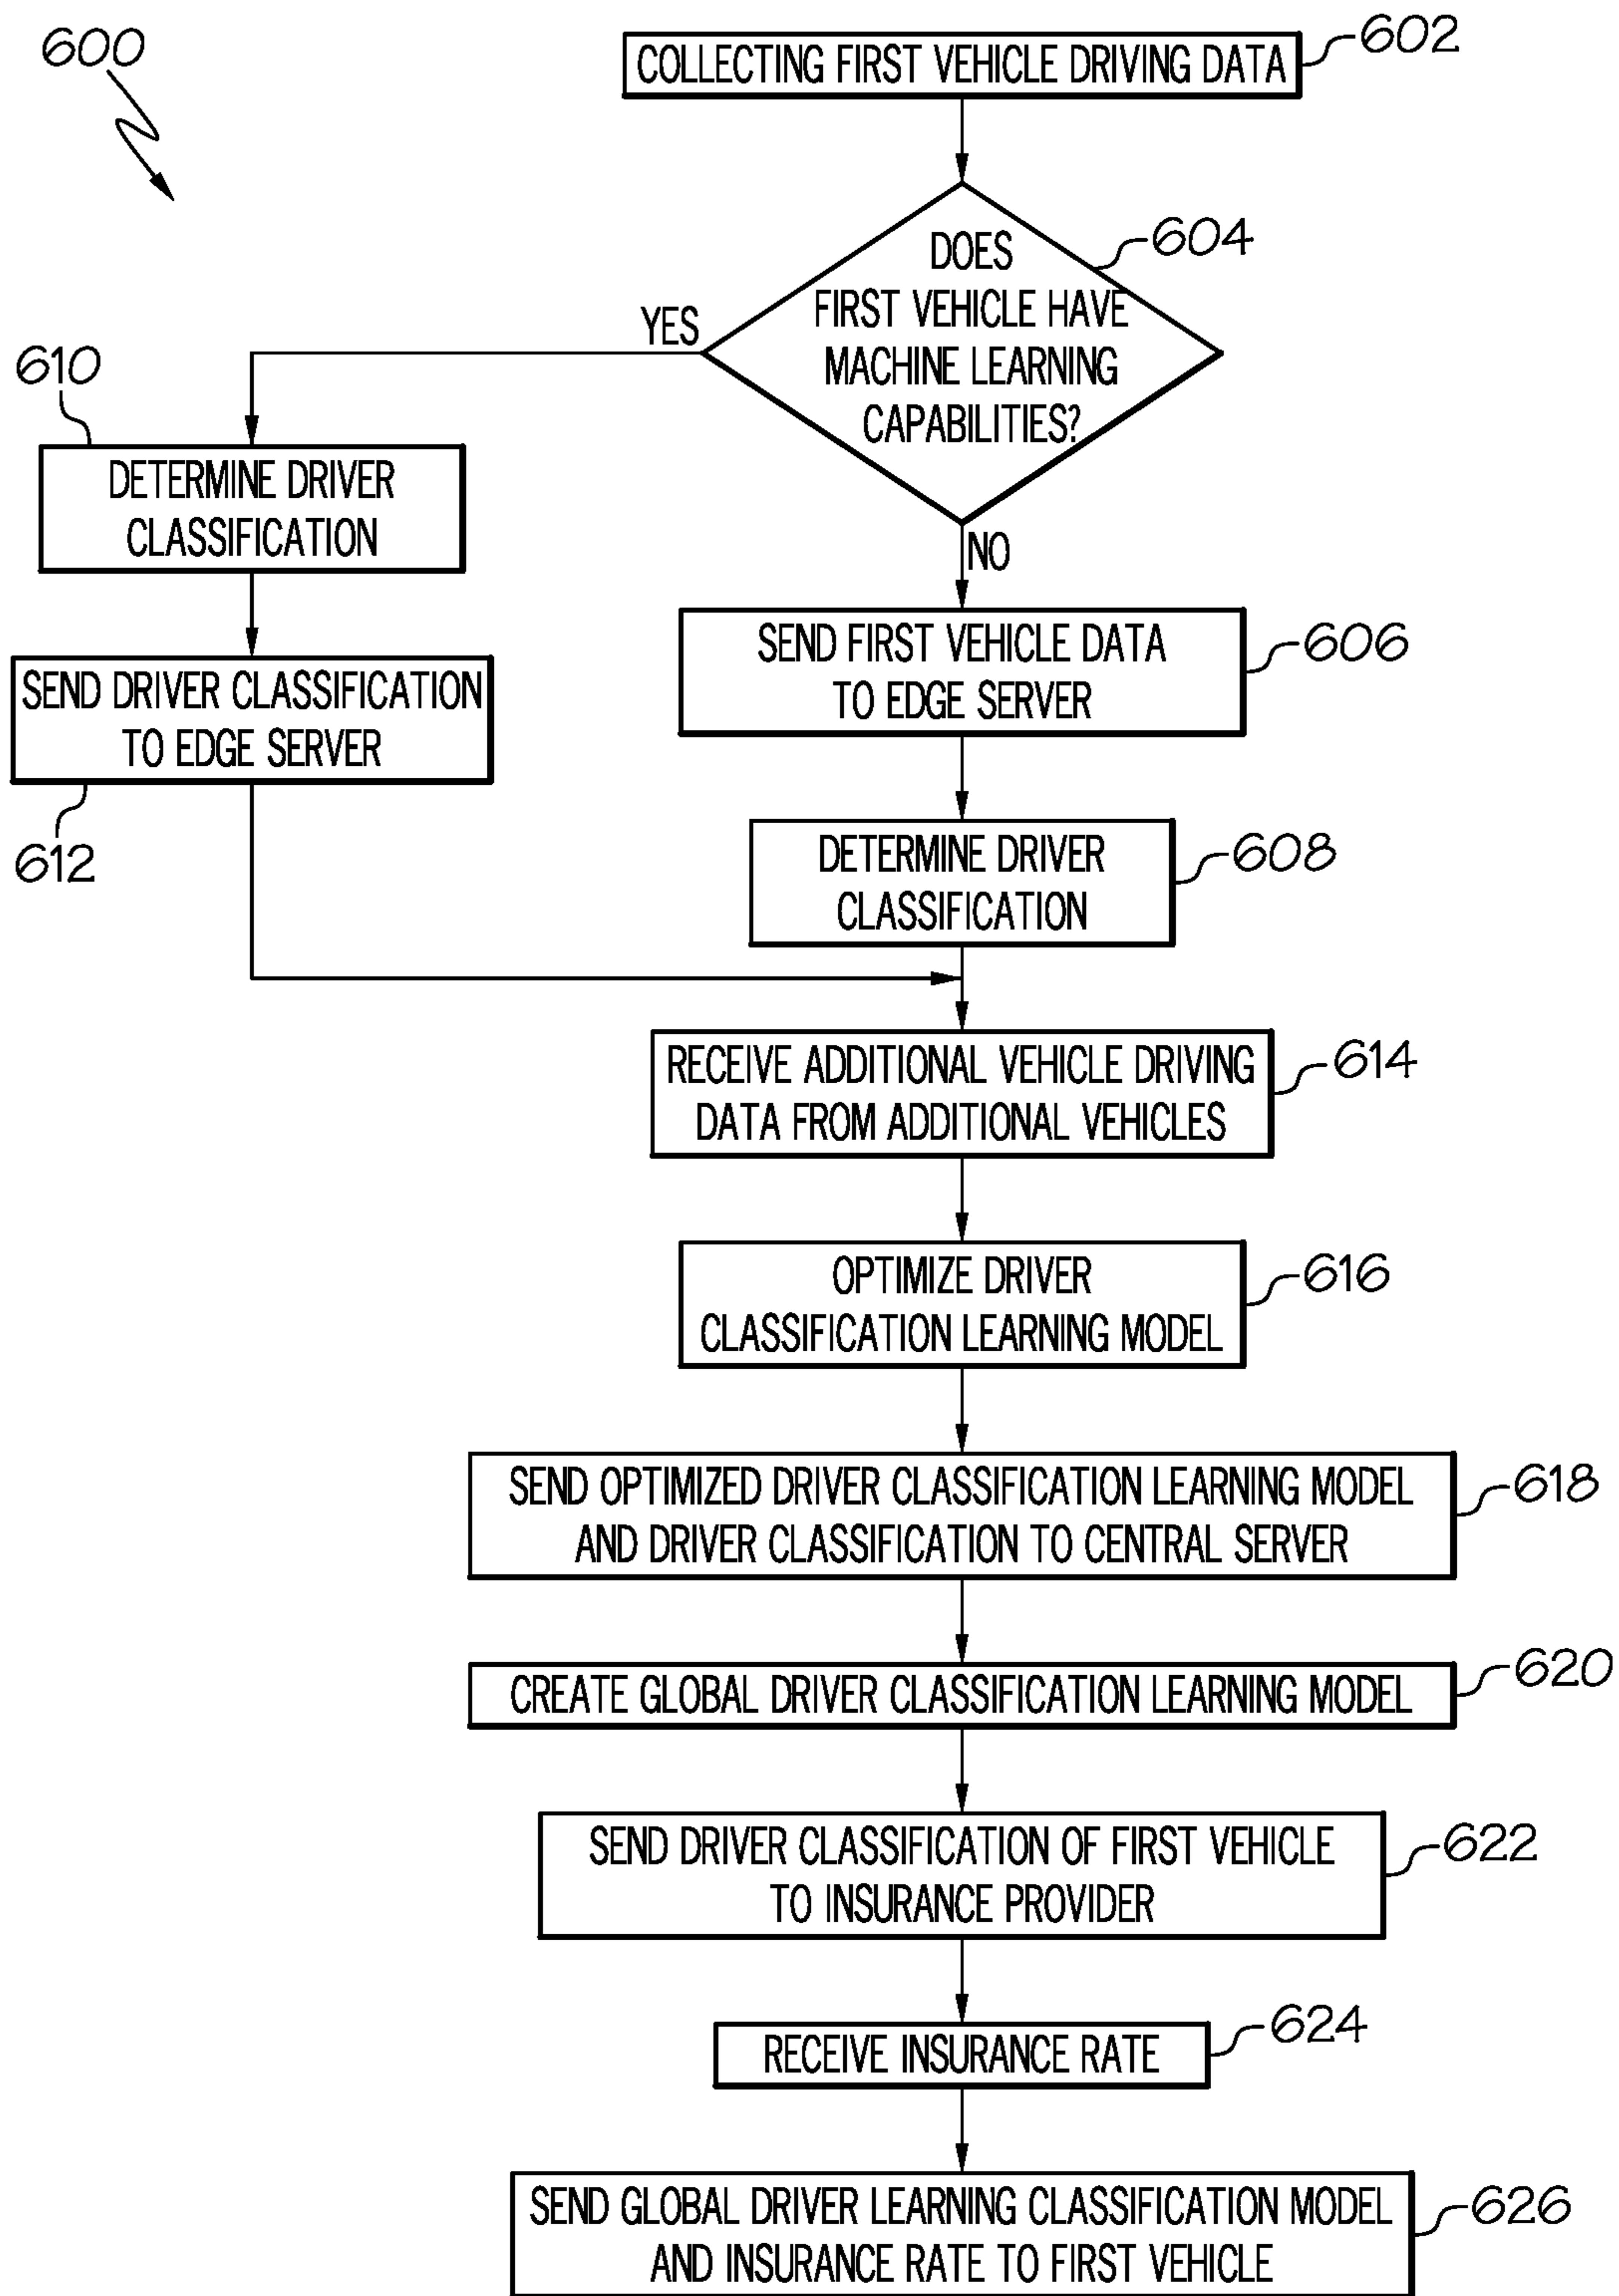 600
COLLECTING FIRST VEHICLE DRIVING DATA
602
DOES
FIRST VEHICLE HAVE
MACHINE LEARNING
CAPABILITIES?
604
YES
NO
610
DETERMINE DRIVER
CLASSIFICATION
SEND DRIVER CLASSIFICATION
TO EDGE SERVER
612
SEND FIRST VEHICLE DATA
TO EDGE SERVER
606
DETERMINE DRIVER
CLASSIFICATION
608
RECEIVE ADDITIONAL VEHICLE DRIVING
DATA FROM ADDITIONAL VEHICLES
614
OPTIMIZE DRIVER
CLASSIFICATION LEARNING MODEL
616
SEND OPTIMIZED DRIVER CLASSIFICATION LEARNING MODEL
AND DRIVER CLASSIFICATION TO CENTRAL SERVER
618
CREATE GLOBAL DRIVER CLASSIFICATION LEARNING MODEL
620
SEND DRIVER CLASSIFICATION OF FIRST VEHICLE
TO INSURANCE PROVIDER
622
RECEIVE INSURANCE RATE
624
SEND GLOBAL DRIVER LEARNING CLASSIFICATION MODEL
AND INSURANCE RATE TO FIRST VEHICLE
626